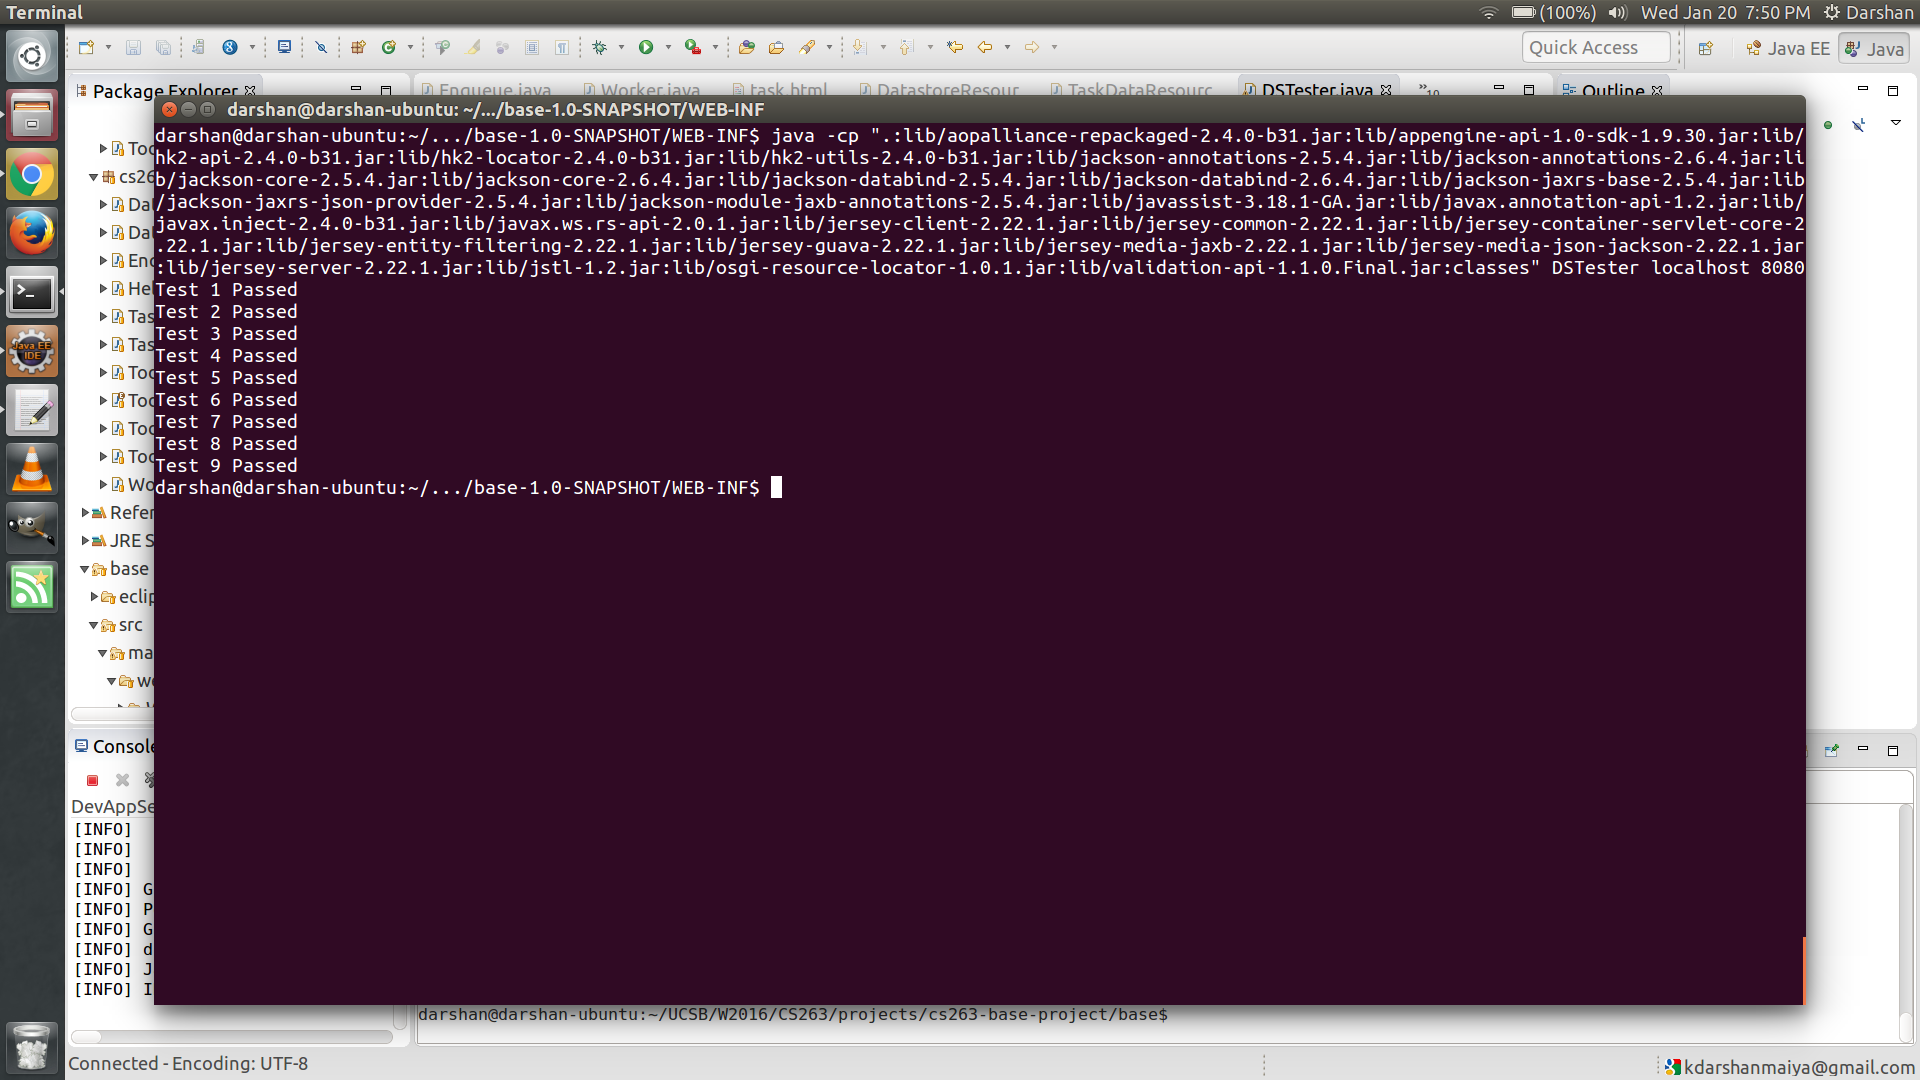 Terminal
(100%) Wed Jan 20 7:50 PM Darshan
Quick Access
Java EE
Java
Package Explorer
Enqueue.java
Worker.java
task.html
DatastoreResour
TaskDataResourc
DSTester.java
Outline
darshan@darshan-ubuntu: ~/.../base-1.0-SNAPSHOT/WEB-INF
darshan@darshan-ubuntu:~/.../base-1.0-SNAPSHOT/WEB-INF$ java -cp ".:lib/aopalliance-repackaged-2.4.0-b31.jar:lib/appengine-api-1.0-sdk-1.9.30.jar:lib/
hk2-api-2.4.0-b31.jar:lib/hk2-locator-2.4.0-b31.jar:lib/hk2-utils-2.4.0-b31.jar:lib/jackson-annotations-2.5.4.jar:lib/jackson-annotations-2.6.4.jar:li
b/jackson-core-2.5.4.jar:lib/jackson-core-2.6.4.jar:lib/jackson-databind-2.5.4.jar:lib/jackson-databind-2.6.4.jar:lib/jackson-jaxrs-base-2.5.4.jar:lib
/jackson-jaxrs-json-provider-2.5.4.jar:lib/jackson-module-jaxb-annotations-2.5.4.jar:lib/javassist-3.18.1-GA.jar:lib/javax.annotation-api-1.2.jar:lib/
javax.inject-2.4.0-b31.jar:lib/javax.ws.rs-api-2.0.1.jar:lib/jersey-client-2.22.1.jar:lib/jersey-common-2.22.1.jar:lib/jersey-container-servlet-core-2
.22.1.jar:lib/jersey-entity-filtering-2.22.1.jar:lib/jersey-guava-2.22.1.jar:lib/jersey-media-jaxb-2.22.1.jar:lib/jersey-media-json-jackson-2.22.1.jar
:lib/jersey-server-2.22.1.jar:lib/jstl-1.2.jar:lib/osgi-resource-locator-1.0.1.jar:lib/validation-api-1.1.0.Final.jar:classes" DSTester localhost 8080
Test 1 Passed
Test 2 Passed
Test 3 Passed
Test 4 Passed
Test 5 Passed
Test 6 Passed
Test 7 Passed
Test 8 Passed
Test 9 Passed
darshan@darshan-ubuntu:~/.../base-1.0-SNAPSHOT/WEB-INF$
Too
cs26
Dat
Dat
Enc
Hel
Tas
Tas
Too
Too
Too
Too
Wo
Refer
JRE S
base
eclip
src
ma
we
Console
DevAppSe
[INFO]
[INFO]
[INFO]
[INFO] G
[INFO] P
[INFO] G
[INFO] d
[INFO] J
[INFO] I
darshan@darshan-ubuntu:~/UCSB/W2016/CS263/projects/cs263-base-project/base$
Connected - Encoding: UTF-8
kdarshanmaiya@gmail.com